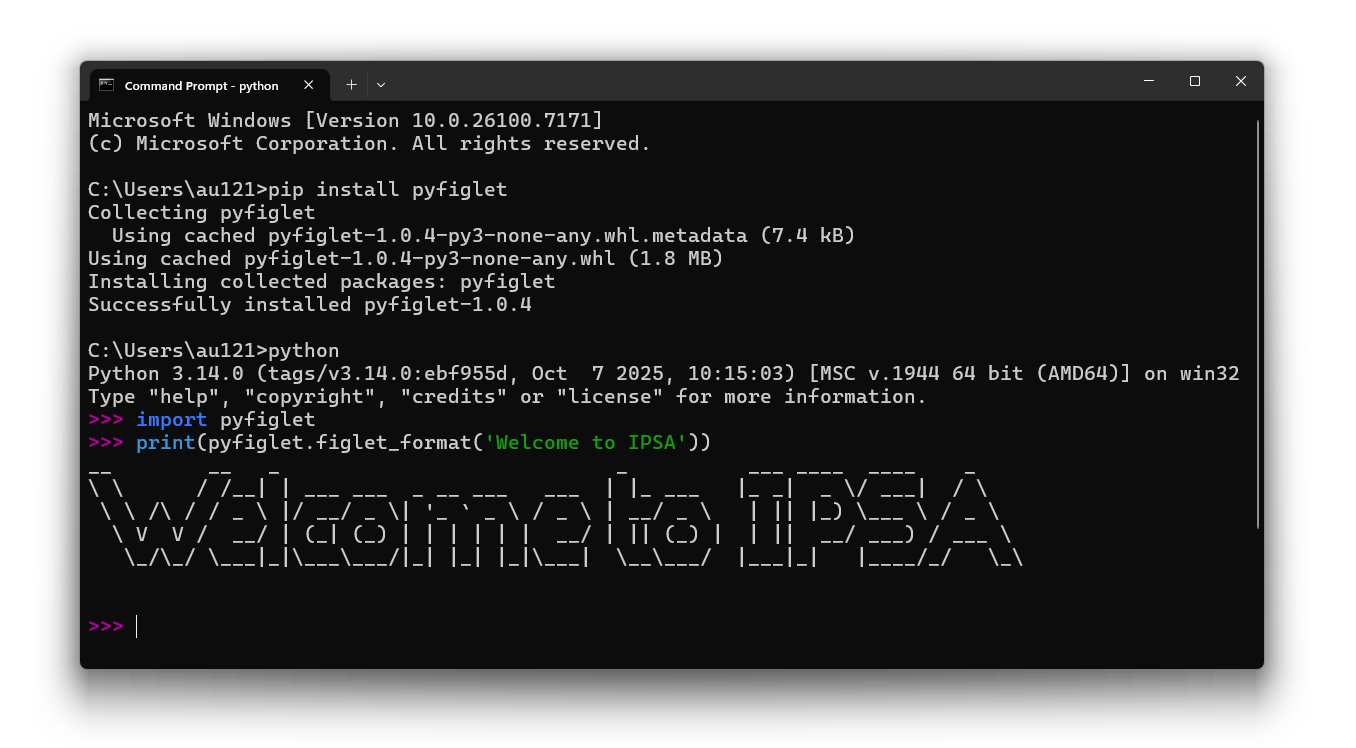 Command Prompt - python
Microsoft Windows [Version 10.0.26100.7171]
(c) Microsoft Corporation. All rights reserved.
C:\Users\au121>pip install pyfiglet
Collecting pyfiglet
  Using cached pyfiglet-1.0.4-py3-none-any.whl.metadata (7.4 kB)
Using cached pyfiglet-1.0.4-py3-none-any.whl (1.8 MB)
Installing collected packages: pyfiglet
Successfully installed pyfiglet-1.0.4
C:\Users\au121>python
Python 3.14.0 (tags/v3.14.0:ebf955d, Oct  7 2025, 10:15:03) [MSC v.1944 64 bit (AMD64)] on win32
Type "help", "copyright", "credits" or "license" for more information.
>>> import pyfiglet
>>> print(pyfiglet.figlet_format('Welcome to IPSA'))
Welcome to IPSA
>>>